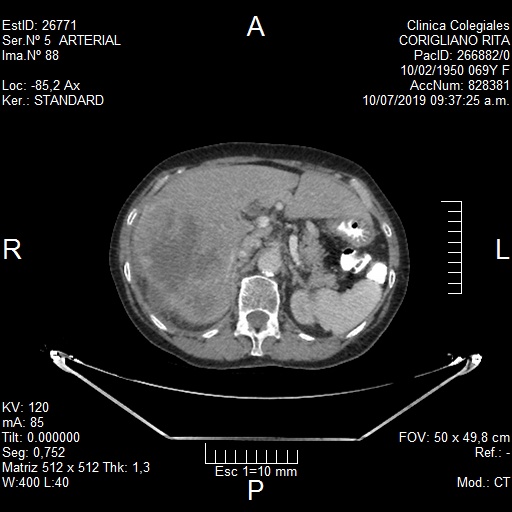 EstID: 26771
Ser.Nº 5 ARTERIAL
Ima.Nº 88
Loc: -85,2 Ax
Ker.: STANDARD
A
Clinica Colegiales
CORIGLIANO RITA
PacID: 266882/0
10/02/1950 069Y F
AccNum: 828381
10/07/2019 09:37:25 a.m.
R
L
KV: 120
mA: 85
Tilt: 0.000000
Seg: 0,752
Matriz 512 x 512 Thk: 1,3
W:400 L:40
Esc 1=10 mm
P
FOV: 50 x 49,8 cm
Ref.: -
Mod.: CT